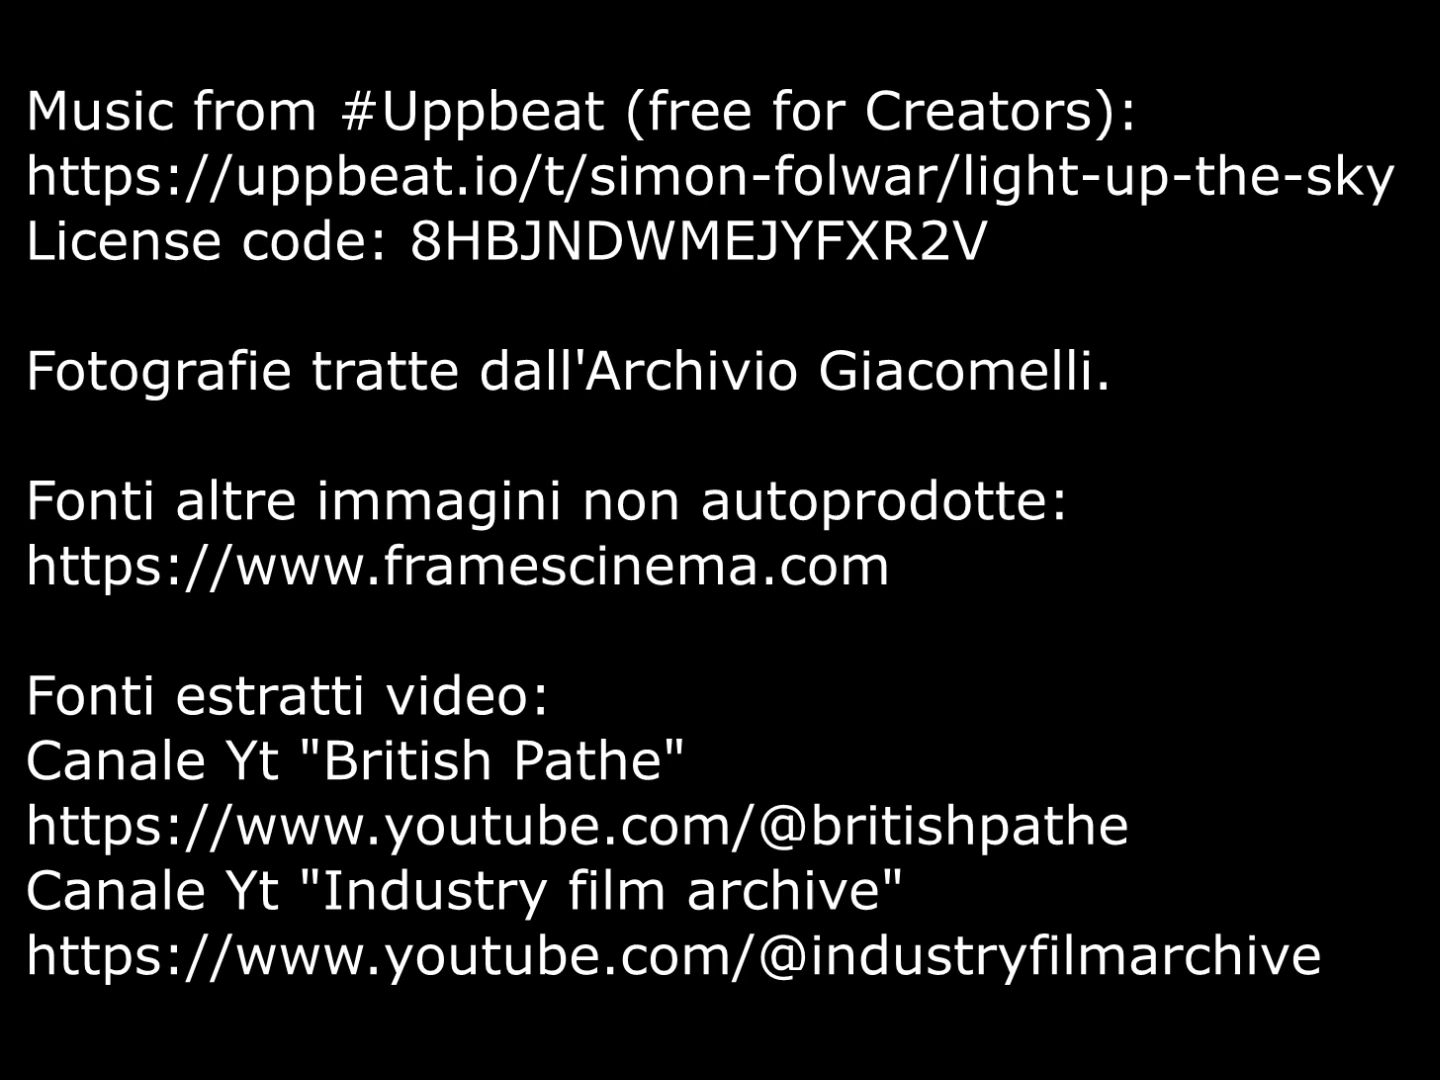 Music from #Uppbeat (free for Creators):
https://uppbeat.io/t/simon-folwar/light-up-the-sky
License code: 8HBJNDWMEJYFXR2V
Fotografie tratte dall'Archivio Giacomelli.
Fonti altre immagini non autoprodotte:
https://www.framescinema.com
Fonti estratti video:
Canale Yt "British Pathe"
https://www.youtube.com/@britishpathe
Canale Yt "Industry film archive"
https://www.youtube.com/@industryfilmarchive